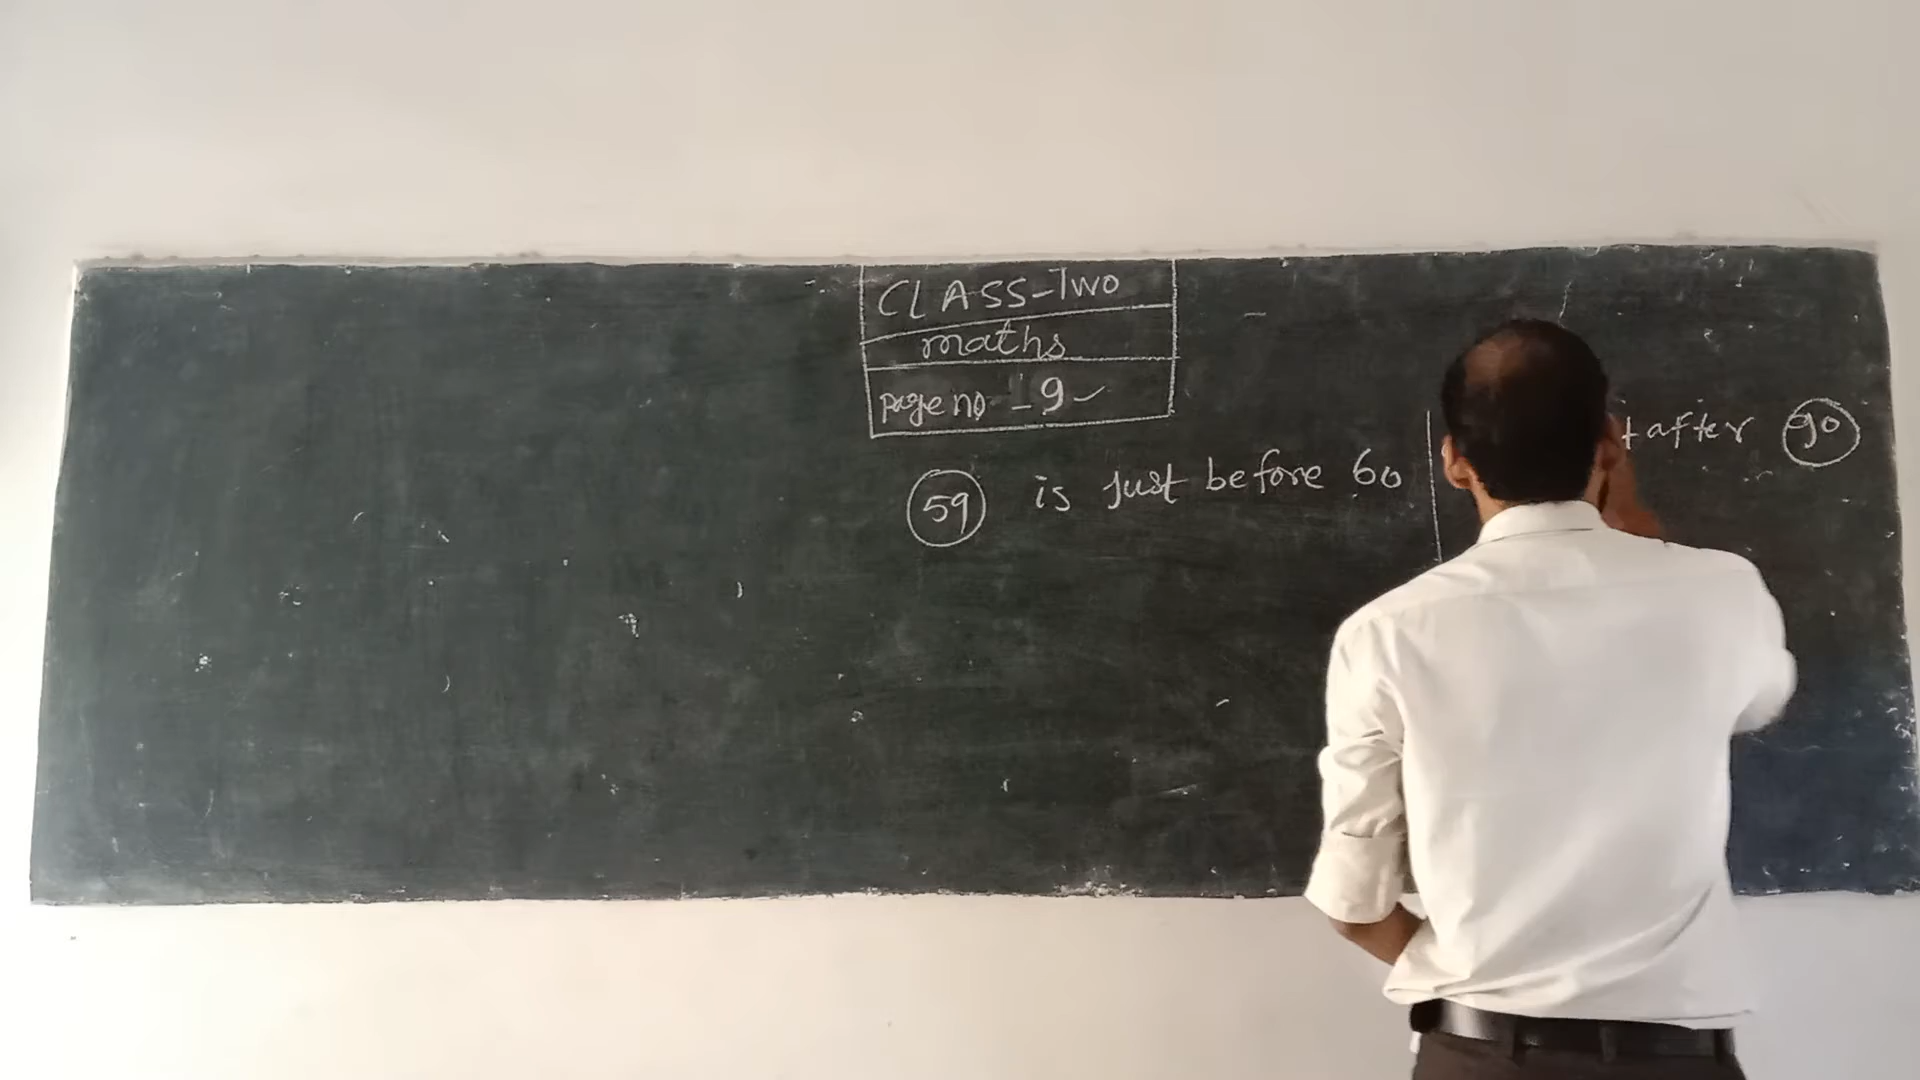 CLASS-Two
maths
page no - 9
59 is just before 60
after 90